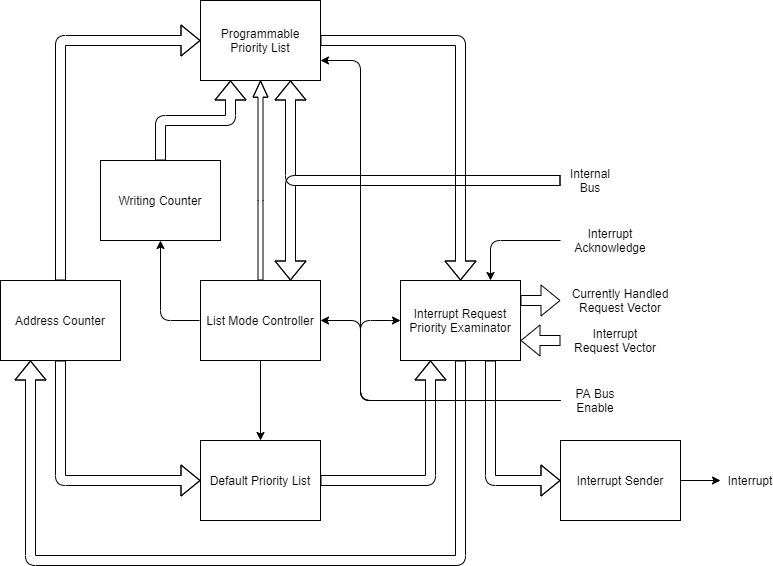 Programmable
Priority List
Internal
Bus
Writing Counter
Interrupt
Acknowledge
Currently Handled
Request Vector
Address Counter
List Mode Controller
Interrupt Request
Priority Examinator
Interrupt
Request Vector
PA Bus
Enable
Default Priority List
Interrupt Sender
Interrupt